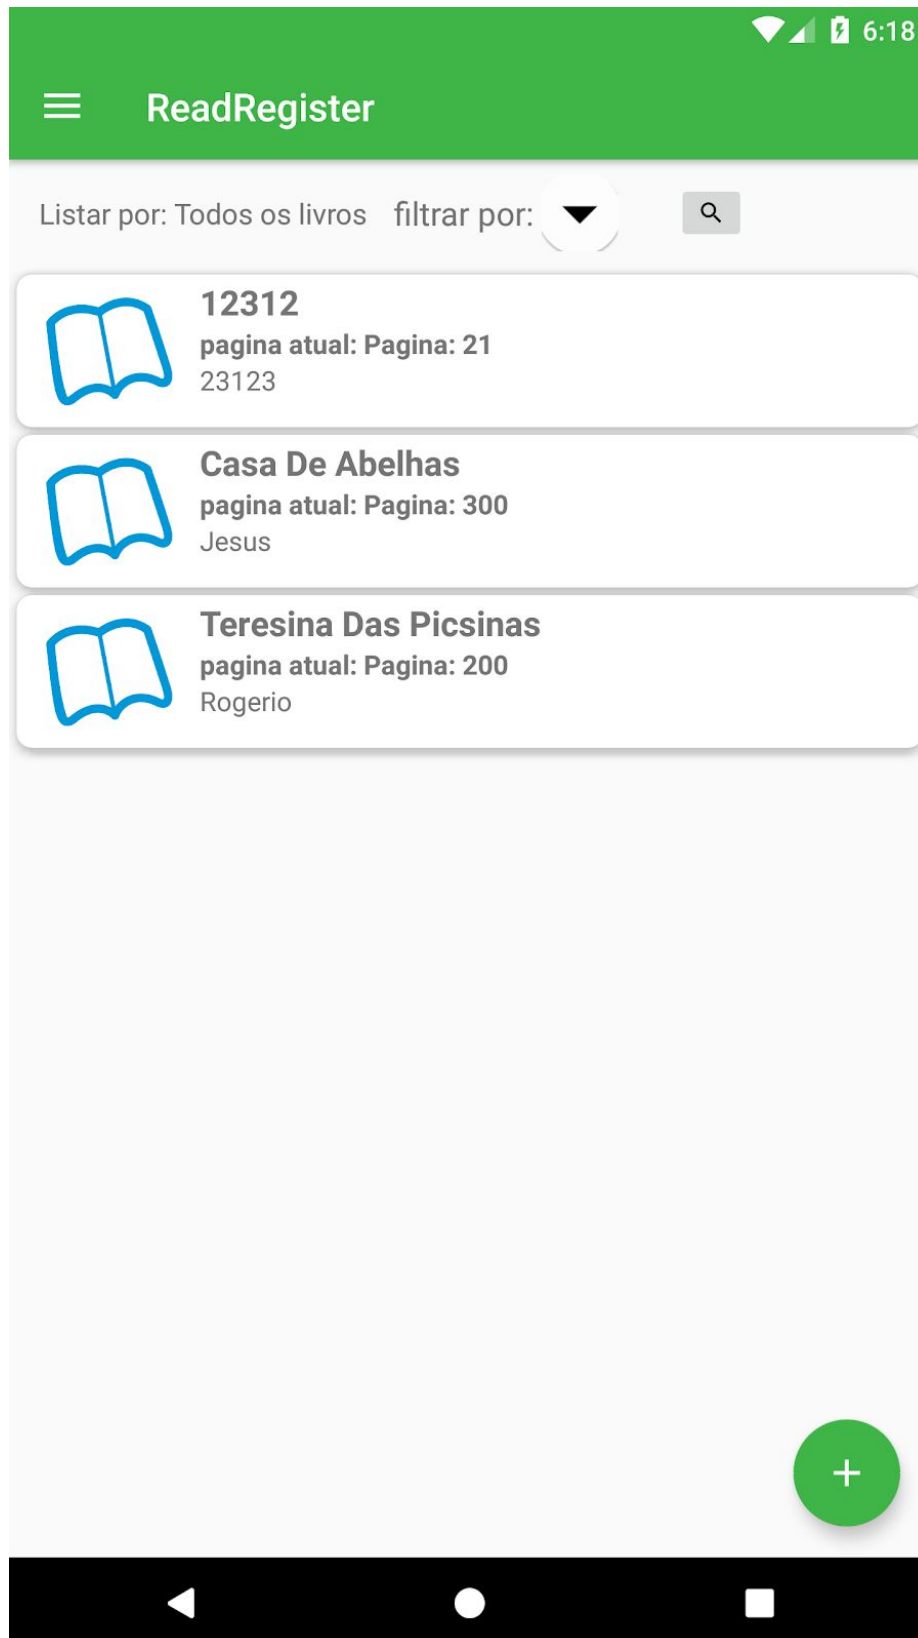 6:18
ReadRegister
Listar por: Todos os livros filtrar por:
12312
pagina atual: Pagina: 21
23123
Casa De Abelhas
pagina atual: Pagina: 300
Jesus
Teresina Das Picsinas
pagina atual: Pagina: 200
Rogerio